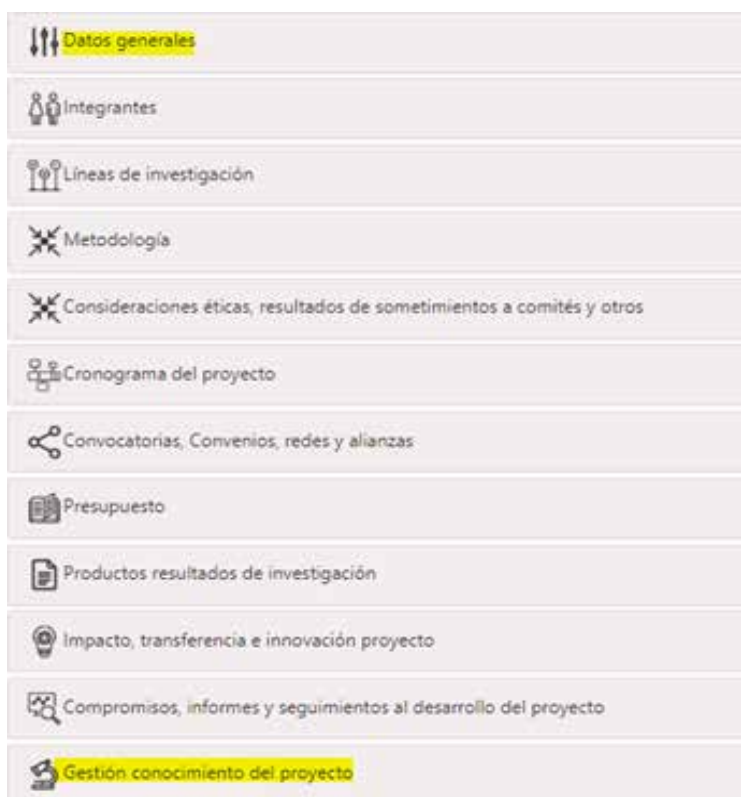 Datos generales
Integrantes
Líneas de investigación
Metodología
Consideraciones éticas, resultados de sometimientos a comités y otros
Cronograma del proyecto
Convocatorias, Convenios, redes y alianzas
Presupuesto
Productos resultados de investigación
Impacto, transferencia e innovación proyecto
Compromisos, informes y seguimientos al desarrollo del proyecto
Gestión conocimiento del proyecto